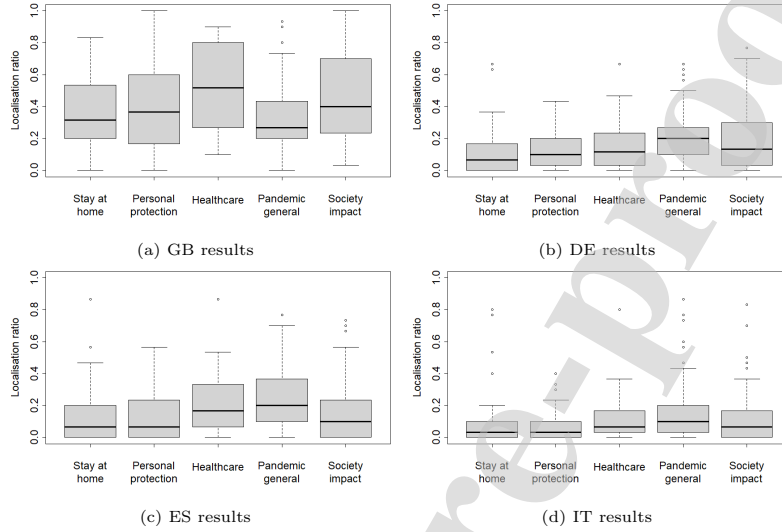 Localisation ratio
1.0
0.8
0.6
0.4
0.2
0.0
Stay at home
Personal protection
Healthcare
Pandemic general
Society impact
(a) GB results
Localisation ratio
1.0
0.8
0.6
0.4
0.2
0.0
Stay at home
Personal protection
Healthcare
Pandemic general
Society impact
(b) DE results
Localisation ratio
1.0
0.8
0.6
0.4
0.2
0.0
Stay at home
Personal protection
Healthcare
Pandemic general
Society impact
(c) ES results
Localisation ratio
1.0
0.8
0.6
0.4
0.2
0.0
Stay at home
Personal protection
Healthcare
Pandemic general
Society impact
(d) IT results
re-proo